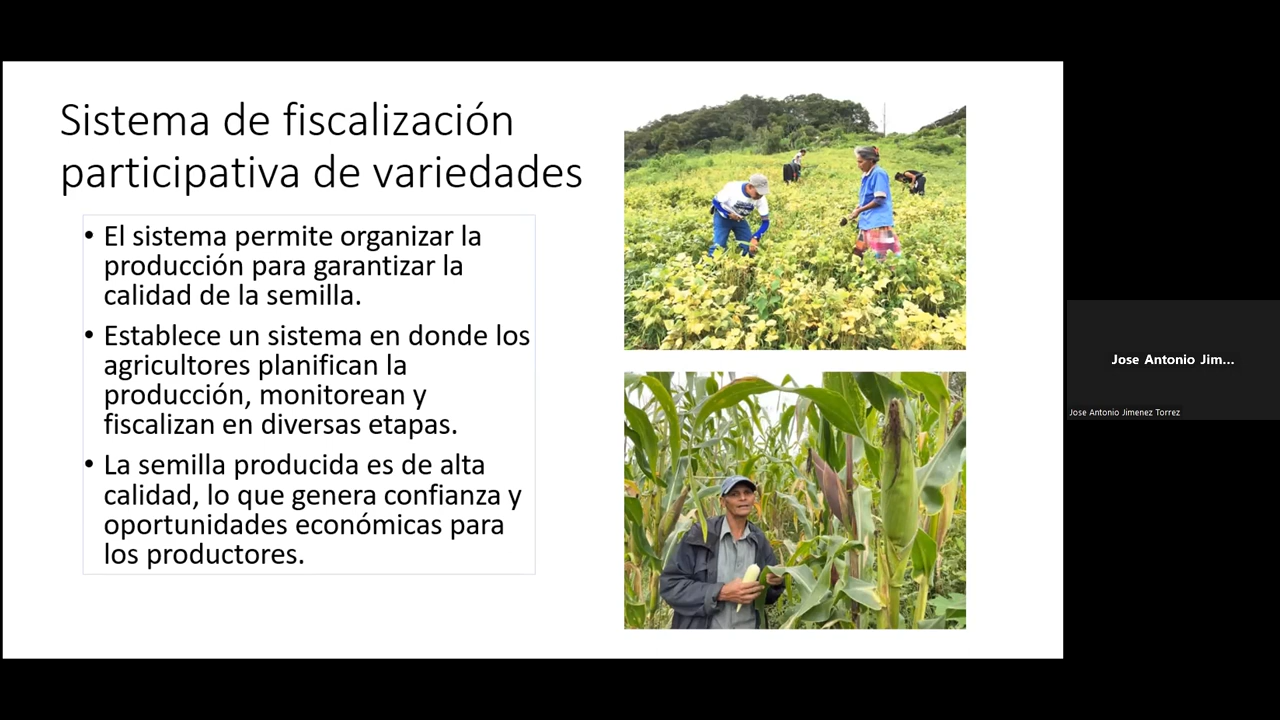 Sistema de fiscalización
participativa de variedades
• El sistema permite organizar la
producción para garantizar la
calidad de la semilla.
• Establece un sistema en donde los
agricultores planifican la
producción, monitorean y
fiscalizan en diversas etapas.
• La semilla producida es de alta
calidad, lo que genera confianza y
oportunidades económicas para
los productores.
Jose Antonio Jim...
Jose Antonio Jimenez Torrez